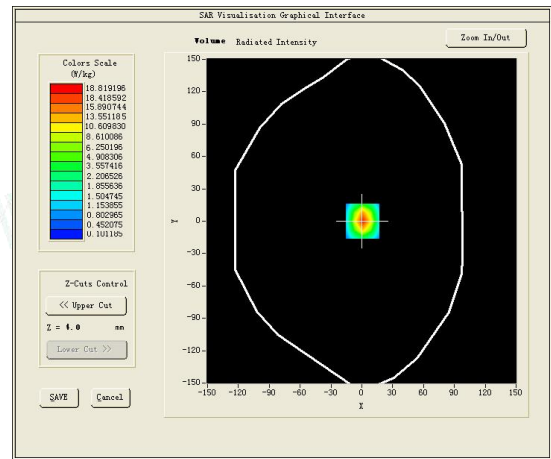 SAR Visualisation Graphical Interface
Volume Radiated Intensity
Zoom In/Out
Colors Scale
(W/kg)
18.819196
18.418592
15.890744
13.551185
10.609830
8.610086
6.250196
4.908306
3.557416
2.206526
1.855636
1.504745
1.153855
0.802965
0.452075
0.101185
Z-Cuts Control
<< Upper Cut
Z = 4.0 mm
Lower Cut >>
SAVE Cancel
150
120
90
60
30
0
-30
-60
-90
-120
-150
Y
-150 -120 -90 -60 -30 0 30 60 90 120 150
X